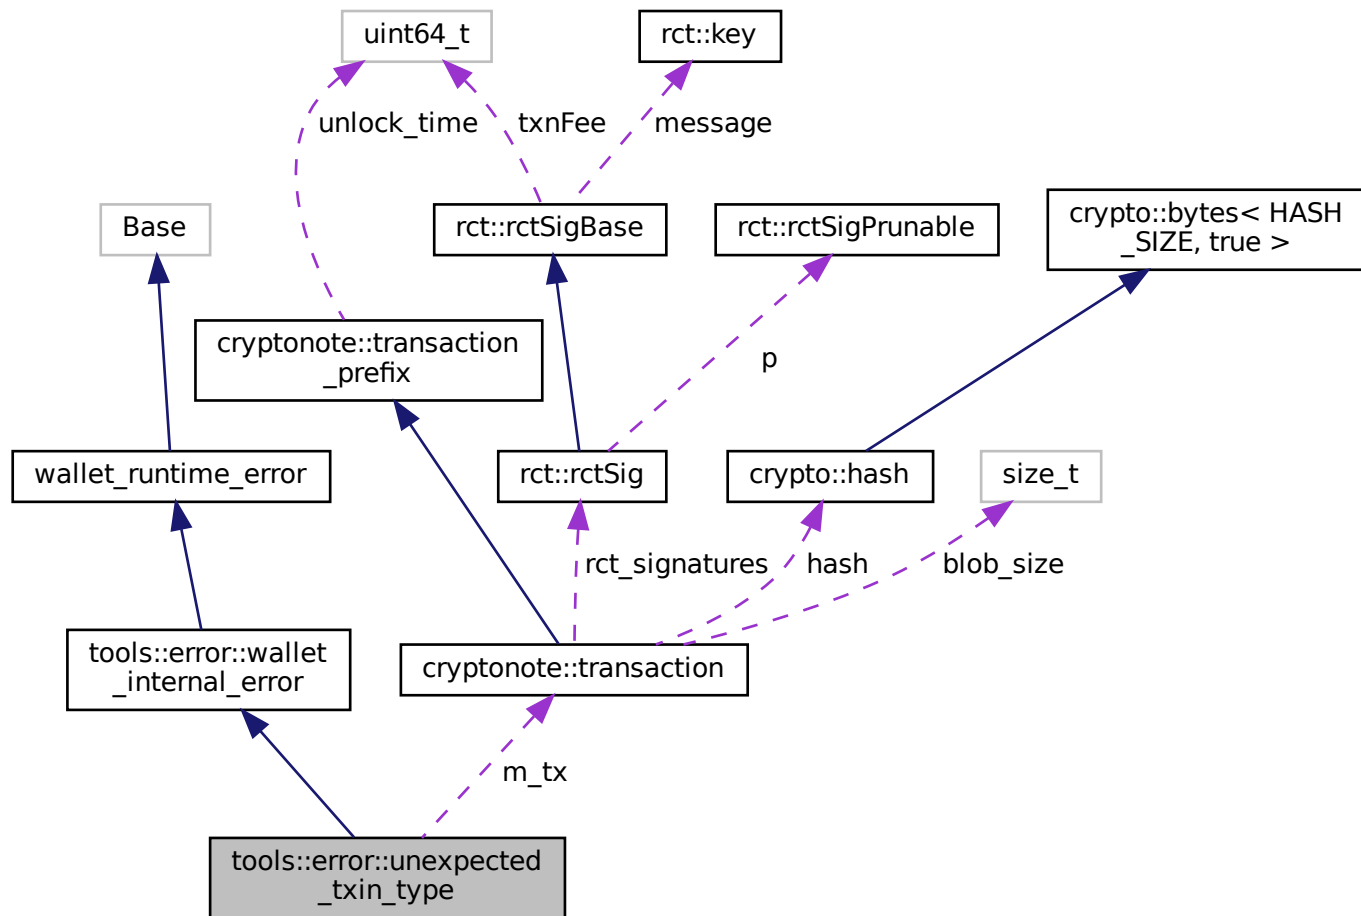 uint64_t
rct::key
unlock_time
txnFee
message
Base
rct::rctSigBase
rct::rctSigPrunable
crypto::bytes< HASH
_SIZE, true >
cryptonote::transaction
_prefix
p
wallet_runtime_error
rct::rctSig
crypto::hash
size_t
rct_signatures
hash
blob_size
tools::error::wallet
_internal_error
cryptonote::transaction
m_tx
tools::error::unexpected
_txin_type